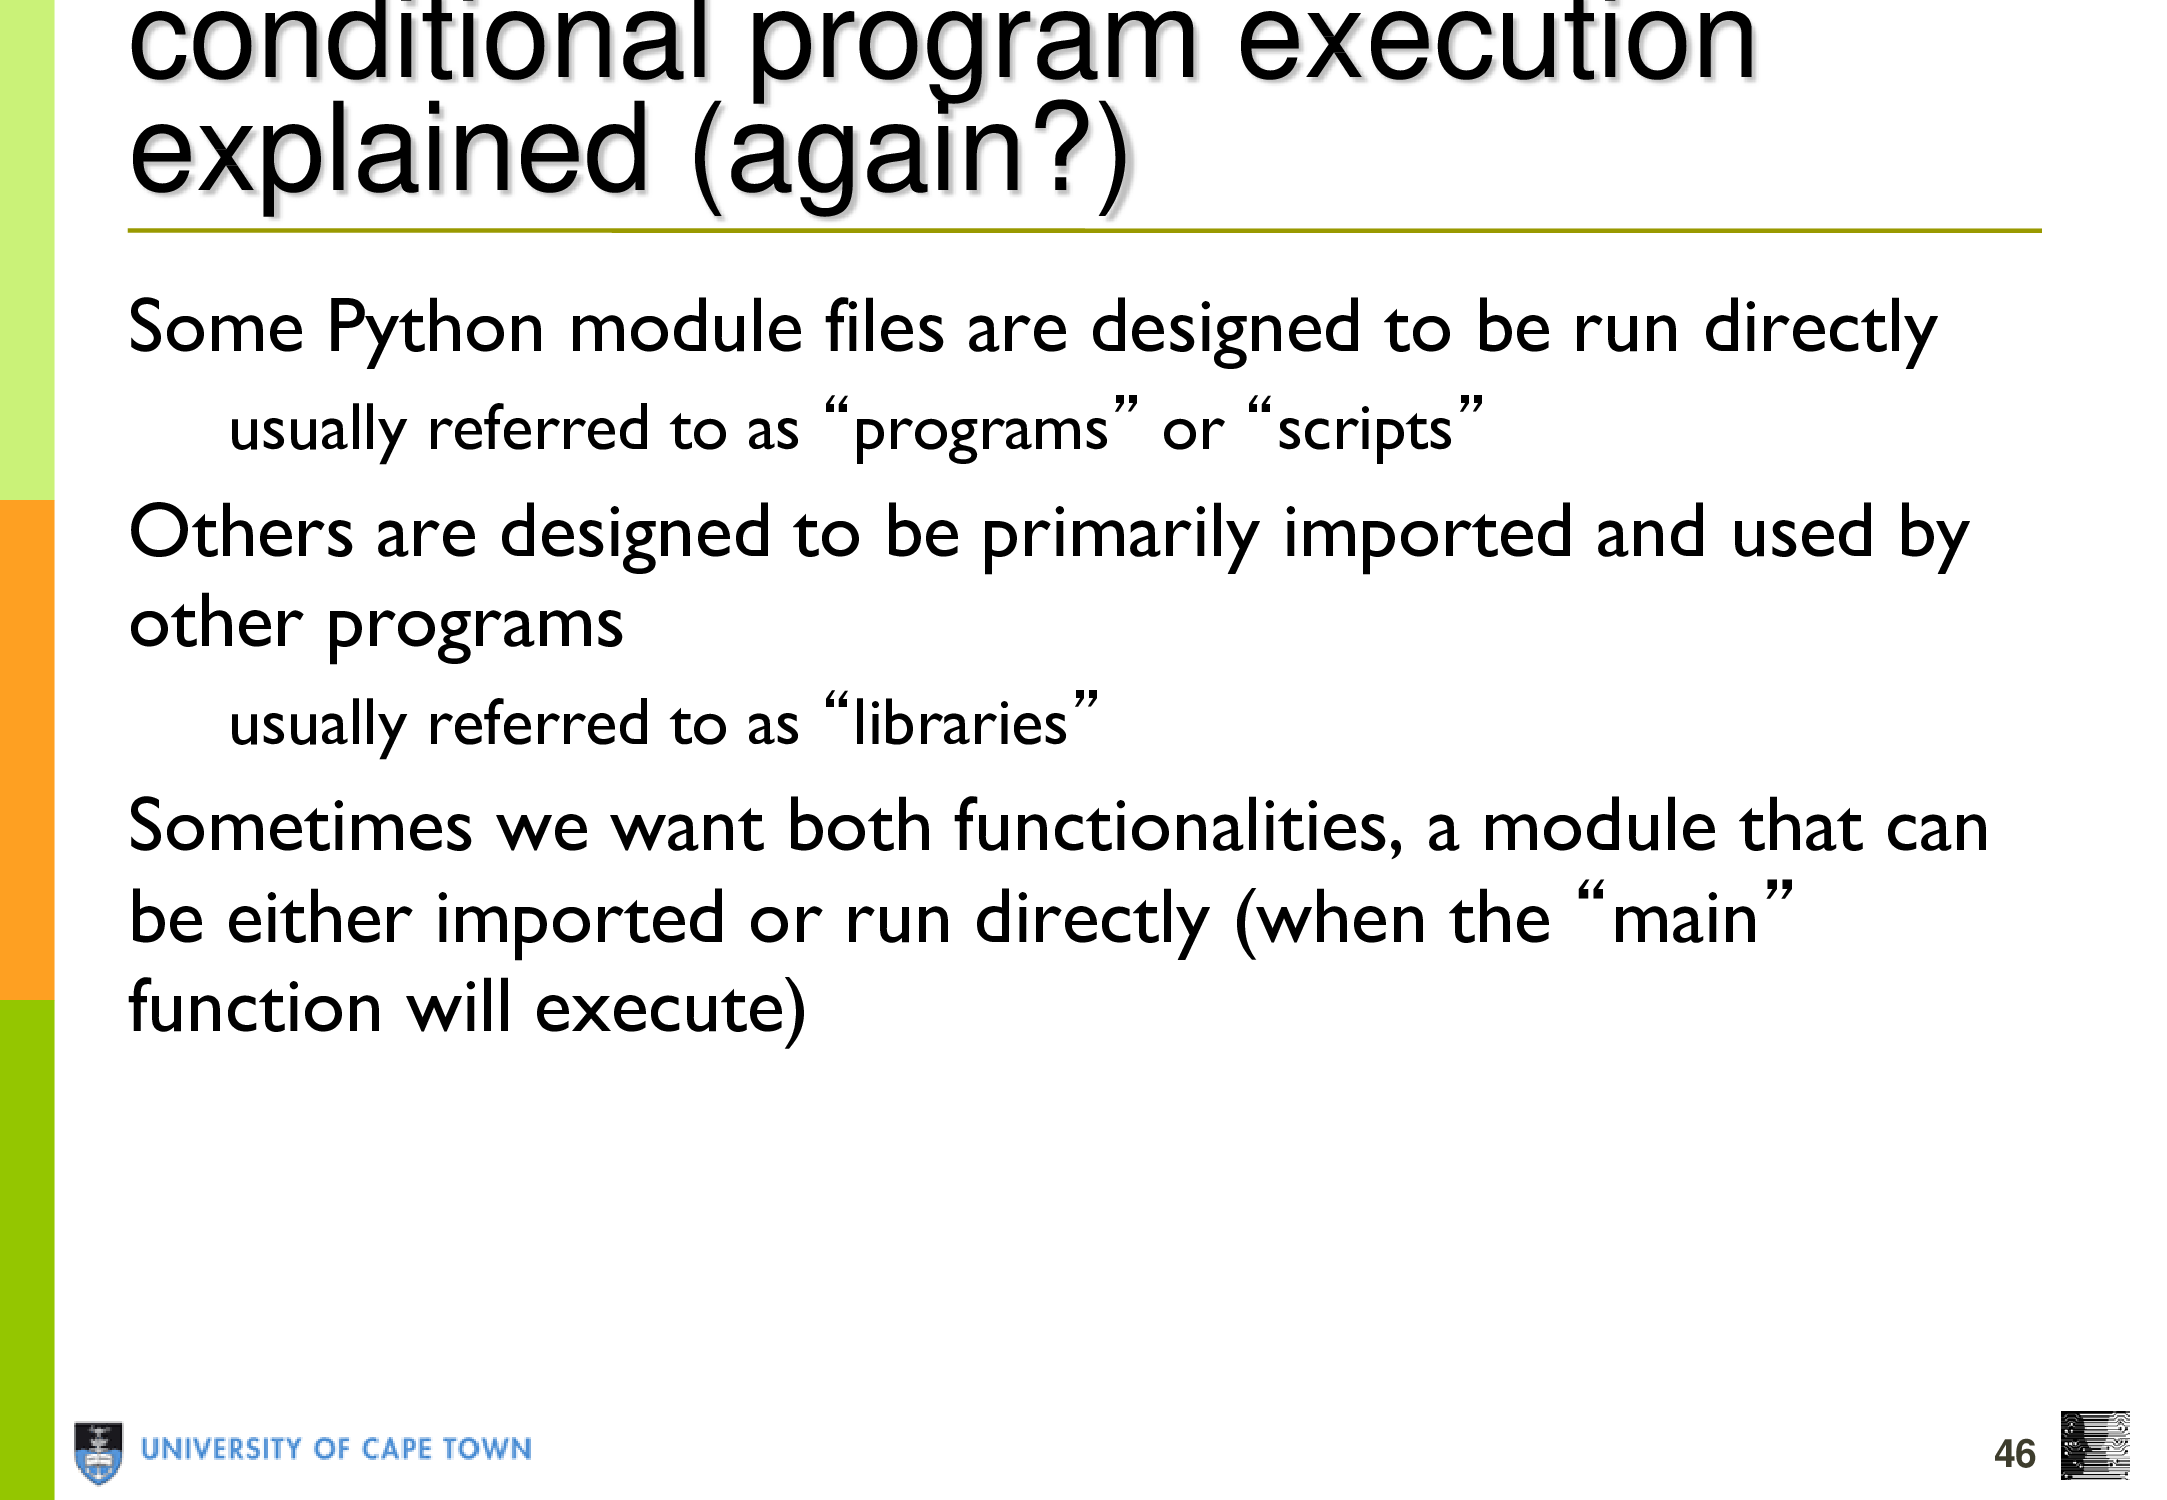 conditional program execution
explained (again?)
Some Python module files are designed to be run directly
usually referred to as “programs” or “scripts”
Others are designed to be primarily imported and used by
other programs
usually referred to as “libraries”
Sometimes we want both functionalities, a module that can
be either imported or run directly (when the “main”
function will execute)
UNIVERSITY OF CAPE TOWN
46